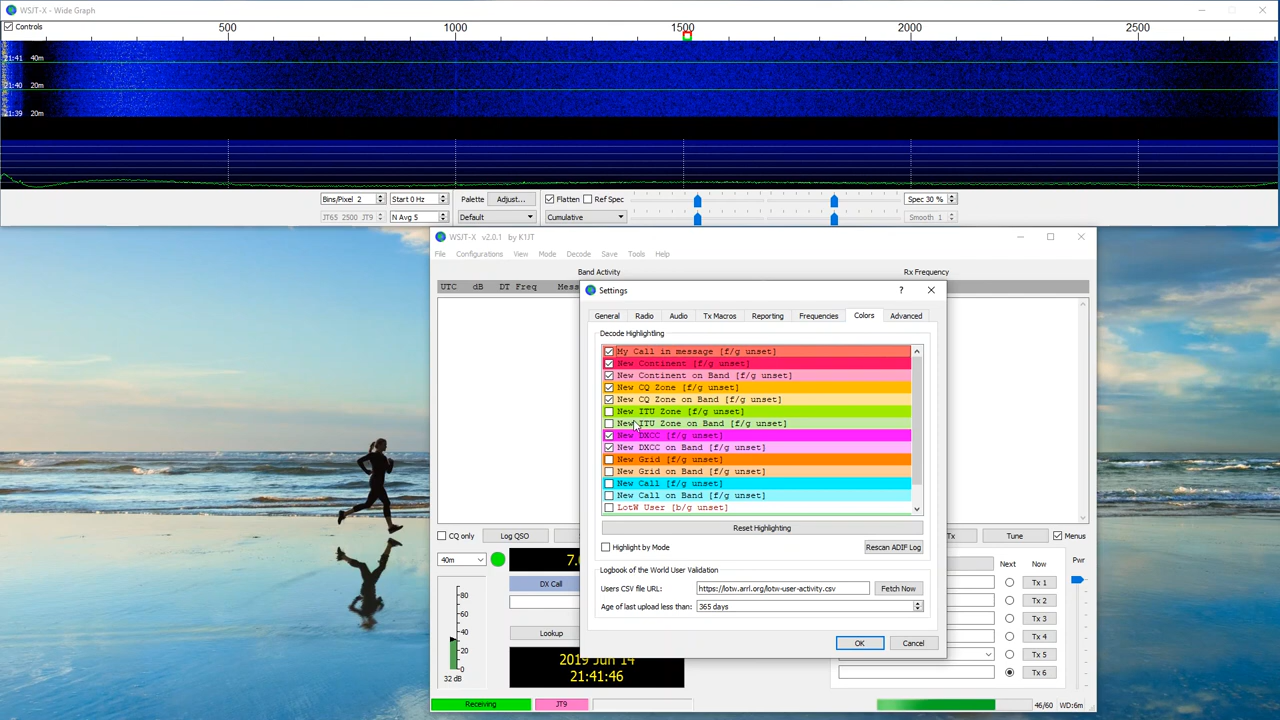 WSJT-X - Wide Graph
Controls
500 1000 1500 2000 2500
21:41 40m
21:40 20m
21:39 20m
Bins/Pixel 2 Start 0 Hz Palette Adjust... Flatten Ref Spec Spec 30 %
JT65 2500 JT9 N Avg 5 Default Cumulative Smooth 1
WSJT-X v2.0.1 by K1JT
File Configurations View Mode Decode Save Tools Help
Band Activity Rx Frequency
UTC dB DT Freq Mess
Settings
General Radio Audio Tx Macros Reporting Frequencies Colors Advanced
Decode Highlightling
My Call in message [f/g unset]
New Continent [f/g unset]
New Continent on Band [f/g unset]
New CQ Zone [f/g unset]
New CQ Zone on Band [f/g unset]
New ITU Zone [f/g unset]
New ITU Zone on Band [f/g unset]
New DXCC [f/g unset]
New DXCC on Band [f/g unset]
New Grid [f/g unset]
New Grid on Band [f/g unset]
New Call [f/g unset]
New Call on Band [f/g unset]
LotW User [b/g unset]
Reset Highlighting
Highlight by Mode Rescan ADIF Log
Logbook of the World User Validation
Users CSV file URL: https://lotw.arrl.org/lotw-user-activity.csv Fetch Now
Age of last upload less than: 365 days
OK Cancel
CQ only Log QSO Tx Tune Menus
40m 7.0 Next Now Pwr
DX Call Tx 1
80
60
40
20
0
32 dB
Tx 2
Tx 3
Lookup Tx 4
Tx 5
Tx 6
2019 Jun 14
21:41:46
Receiving JT9 46/60 WD:6m